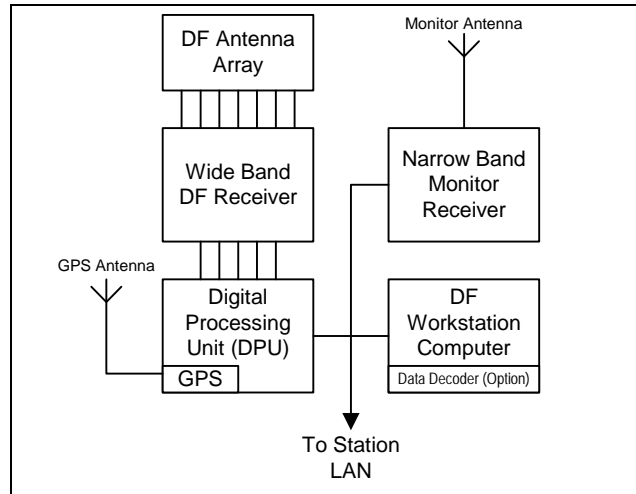 DF Antenna
Array
Monitor Antenna
Wide Band
DF Receiver
Narrow Band
Monitor
Receiver
GPS Antenna
Digital
Processing
Unit (DPU)
GPS
DF
Workstation
Computer
Data Decoder (Option)
To Station
LAN